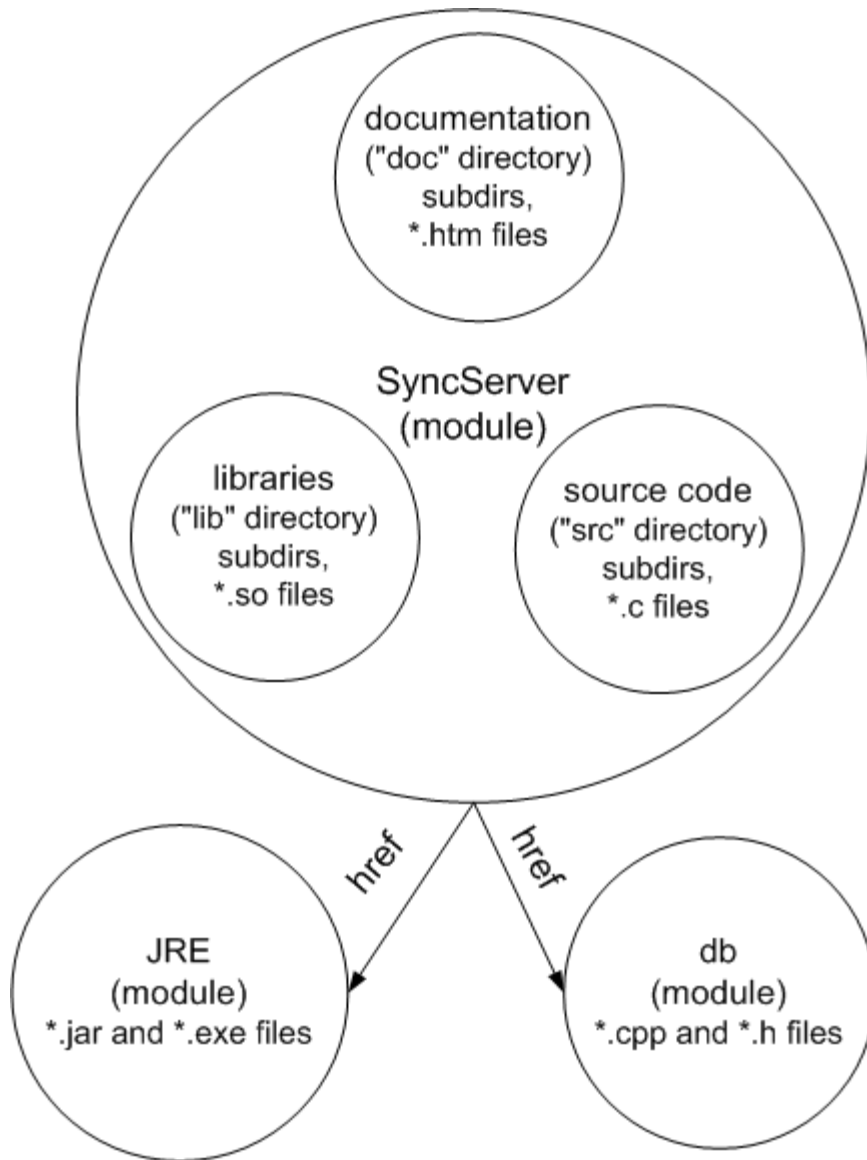 documentation
("doc" directory)
subdirs,
*.htm files
SyncServer
(module)
libraries
("lib" directory)
subdirs,
*.so files
source code
("src" directory)
subdirs,
*.c files
href
href
JRE
(module)
*.jar and *.exe files
db
(module)
*.cpp and *.h files